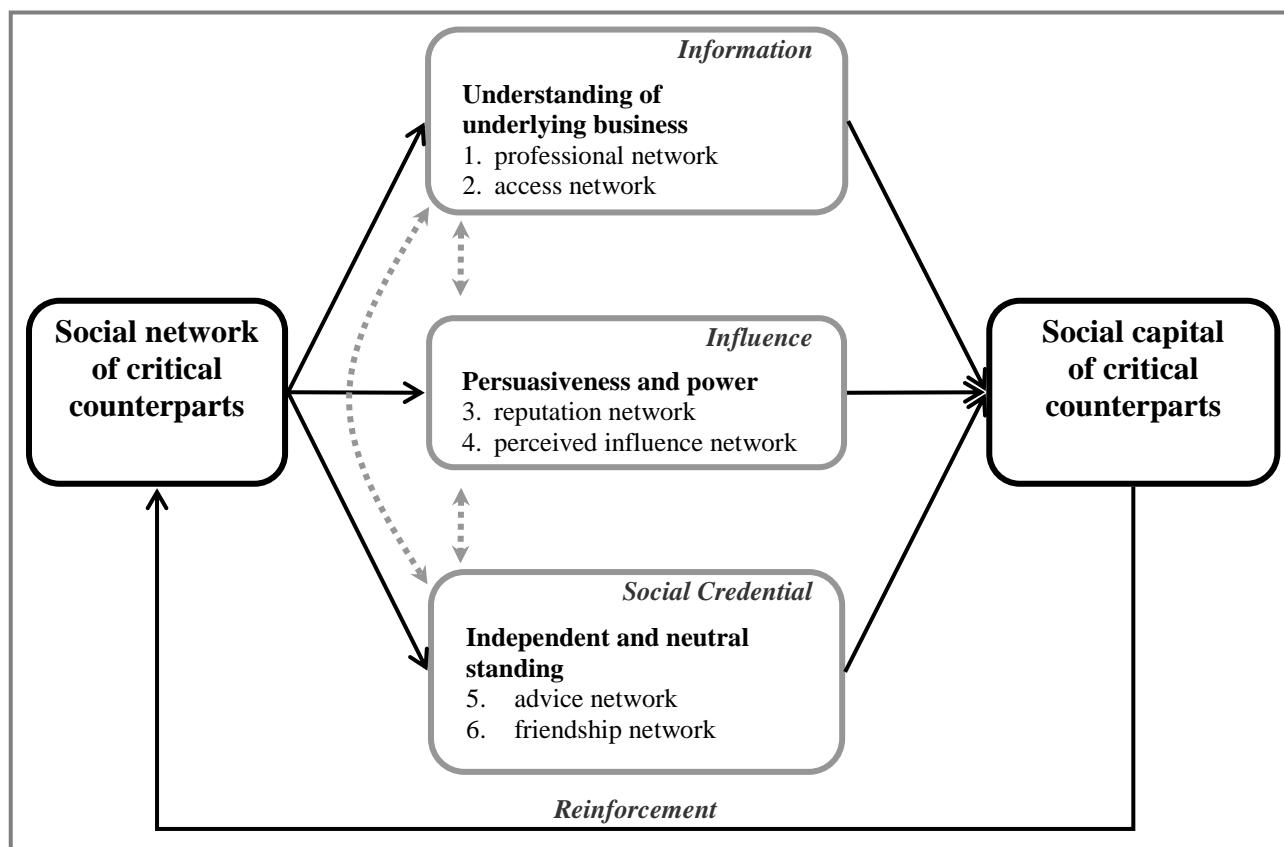 Information
Understanding of
underlying business
1. professional network
2. access network
Social network
of critical
counterparts
Influence
Persuasiveness and power
3. reputation network
4. perceived influence network
Social capital
of critical
counterparts
Social Credential
Independent and neutral
standing
5. advice network
6. friendship network
Reinforcement